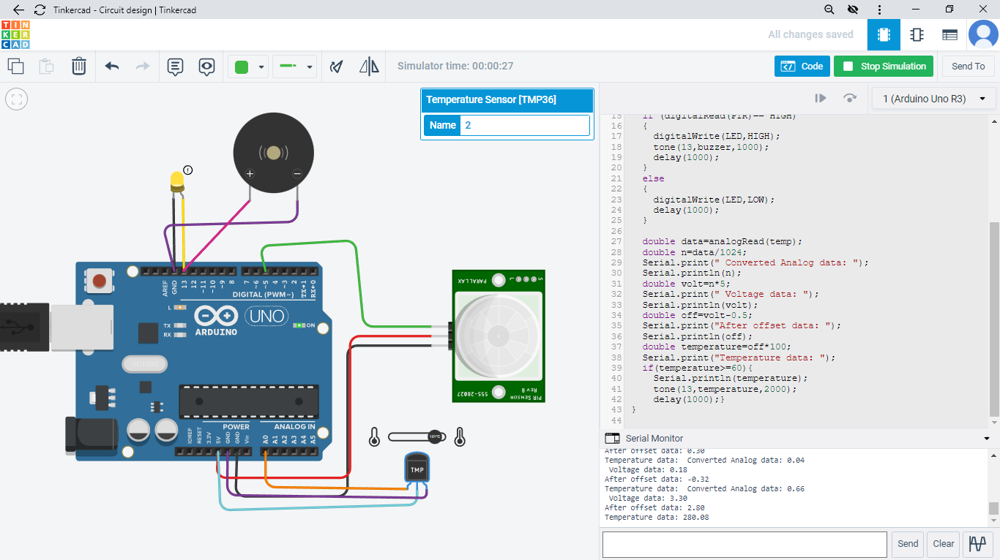 Tinkercad - Circuit design | Tinkercad
TIN
KER
CAD
All changes saved
Simulator time: 00:00:27
Code
Stop Simulation
Send To
1 (Arduino Uno R3)
Temperature Sensor [TMP36]
Name 2
15 if (digitalRead(PIR)== HIGH)
16 {
17 digitalWrite(LED,HIGH);
18 tone(13,buzzer,1000);
19 delay(1000);
20 }
21 else
22 {
23 digitalWrite(LED,LOW);
24 delay(1000);
25 }
26
27 double data=analogRead(temp);
28 double n=data/1024;
29 Serial.print(" Converted Analog data: ");
30 Serial.println(n);
31 double volt=n*5;
32 Serial.print(" Voltage data: ");
33 Serial.println(volt);
34 double off=volt-0.5;
35 Serial.print("After offset data: ");
36 Serial.println(off);
37 double temperature=off*100;
38 Serial.print("Temperature data: ");
39 if(temperature>=60){
40 Serial.println(temperature);
41 tone(13,temperature,2000);
42 delay(1000);}
43 }
44
Serial Monitor
After offset data: 0.30
Temperature data:  Converted Analog data: 0.04
Voltage data: 0.18
After offset data: -0.32
Temperature data:  Converted Analog data: 0.66
Voltage data: 3.30
After offset data: 2.80
Temperature data: 280.08
Send
Clear
AREF GND 13 12 ~11 ~10 ~9 8 7 ~6 ~5 4 ~3 2 TX→1 RX←0
DIGITAL (PWM~)
L
TX
RX
UNO
ARDUINO
ON
POWER
ANALOG IN
IOREF RESET 3.3V 5V GND GND Vin A0 A1 A2 A3 A4 A5
PARALLAX
L
S
555-28027
REV B
PIR SENSOR
TMP